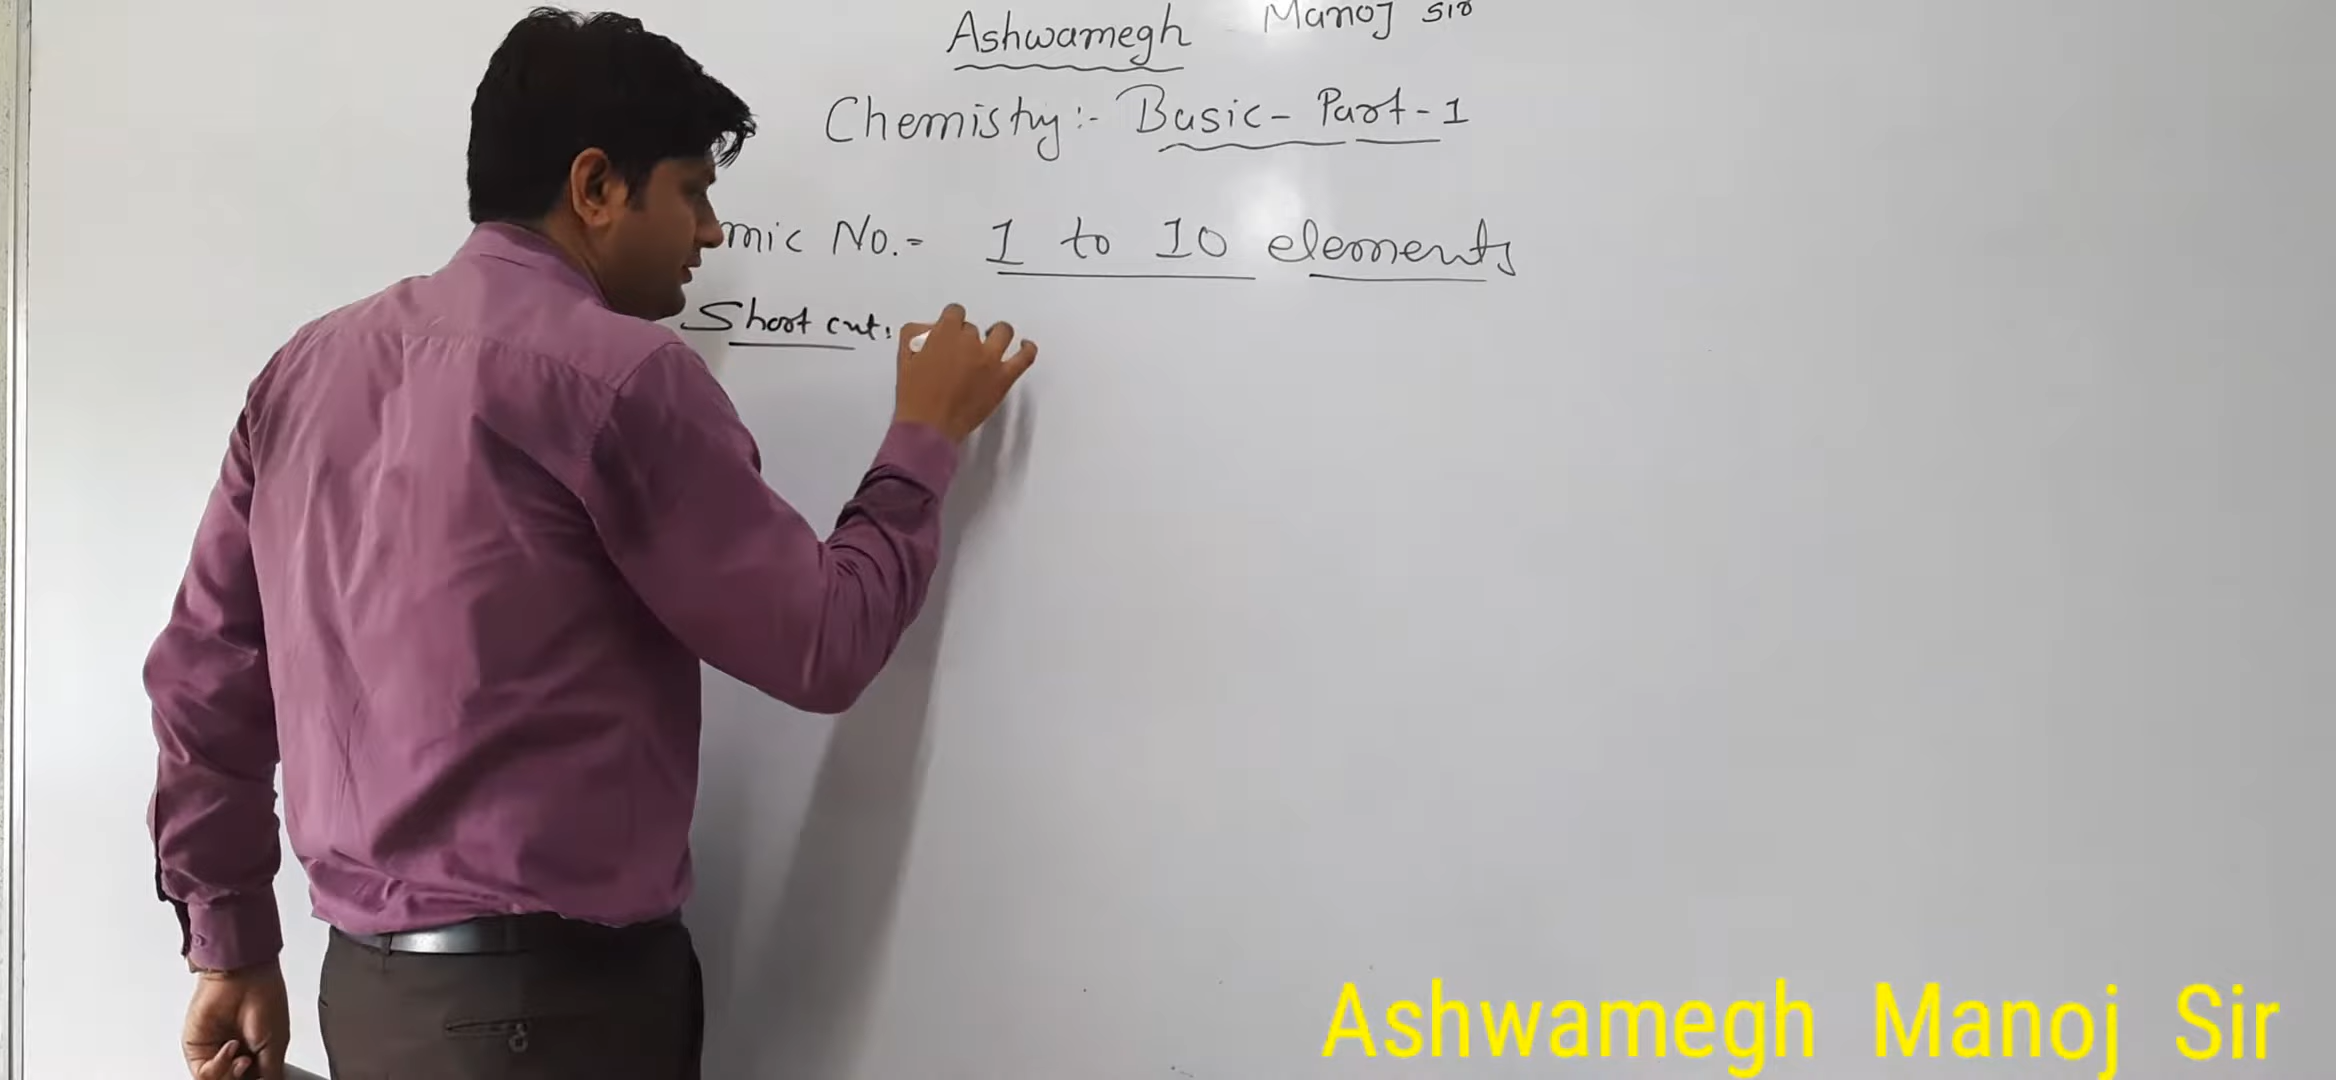 Ashwamegh Manoj sir
Chemistry:- Basic- Part-1
mic No.= 1 to 10 elements
Short cut:
Ashwamegh Manoj Sir